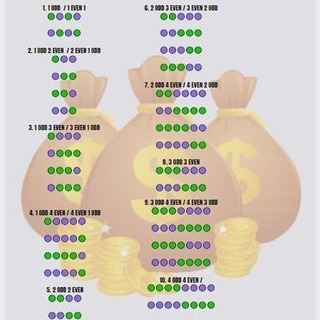 1. 1 ODD / 1 EVEN 1
2. 1 ODD 2 EVEN / 2 EVEN 1 ODD
3. 1 ODD 3 EVEN / 3 EVEN 1 ODD
4. 1 ODD 4 EVEN / 4 EVEN 1 ODD
5. 2 ODD 2 EVEN
6. 2 ODD 3 EVEN / 3 EVEN 2 ODD
7. 2 ODD 4 EVEN / 4 EVEN 2 ODD
8. 3 ODD 3 EVEN
9. 3 ODD 4 EVEN / 4 EVEN 3 ODD
10. 4 ODD 4 EVEN /